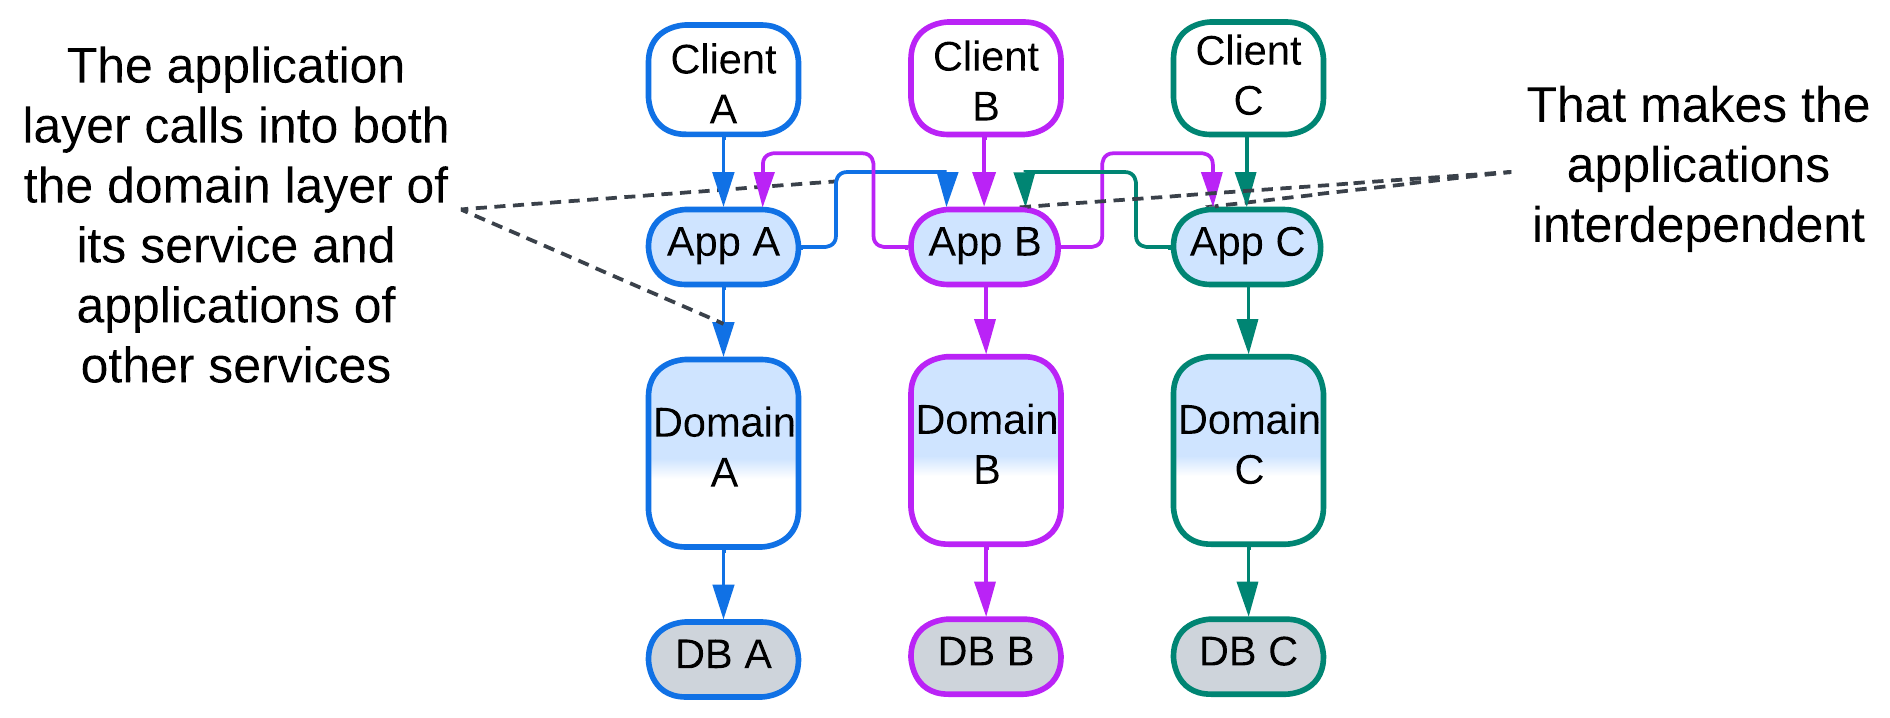 The application
layer calls into both
the domain layer of
its service and
applications of
other services
Client
A
Client
B
Client
C
That makes the
applications
interdependent
App A
App B
App C
Domain
A
Domain
B
Domain
C
DB A
DB B
DB C